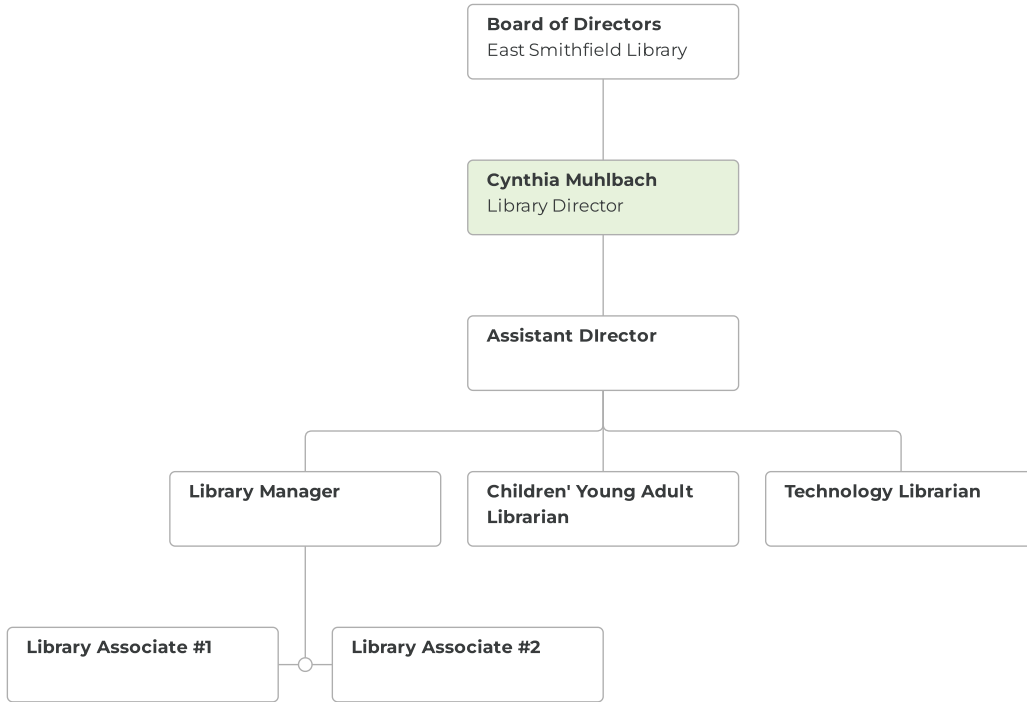 Board of Directors
East Smithfield Library
Cynthia Muhlbach
Library Director
Assistant DIrector
Library Manager
Children' Young Adult
Librarian
Technology Librarian
Library Associate #1
Library Associate #2